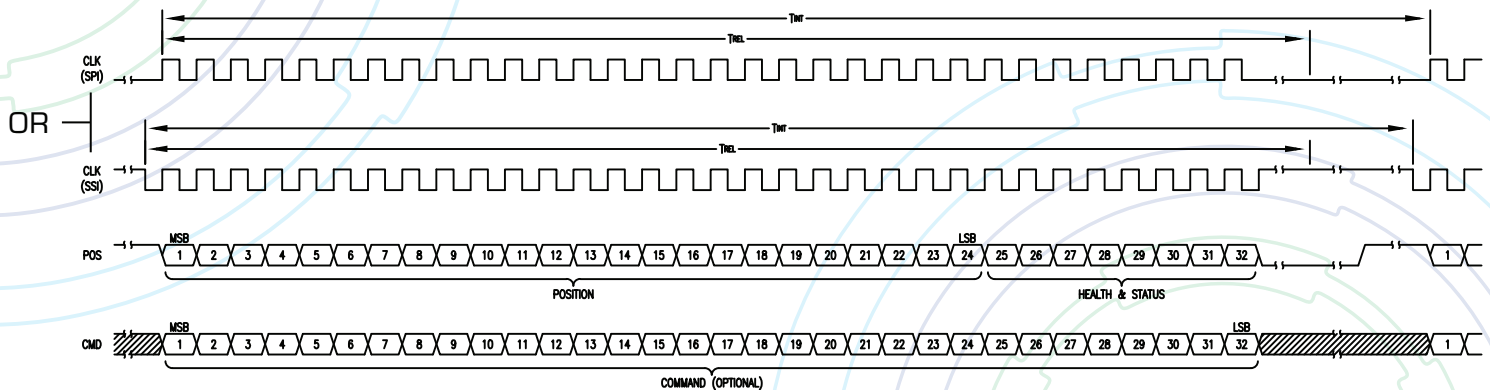 TINT
TREL
CLK
(SPI)
OR
TINT
TREL
CLK
(SSI)
MSB LSB
POS 1 2 3 4 5 6 7 8 9 10 11 12 13 14 15 16 17 18 19 20 21 22 23 24 25 26 27 28 29 30 31 32 1
POSITION HEALTH & STATUS
MSB LSB
CMD 1 2 3 4 5 6 7 8 9 10 11 12 13 14 15 16 17 18 19 20 21 22 23 24 25 26 27 28 29 30 31 32 1
COMMAND (OPTIONAL)